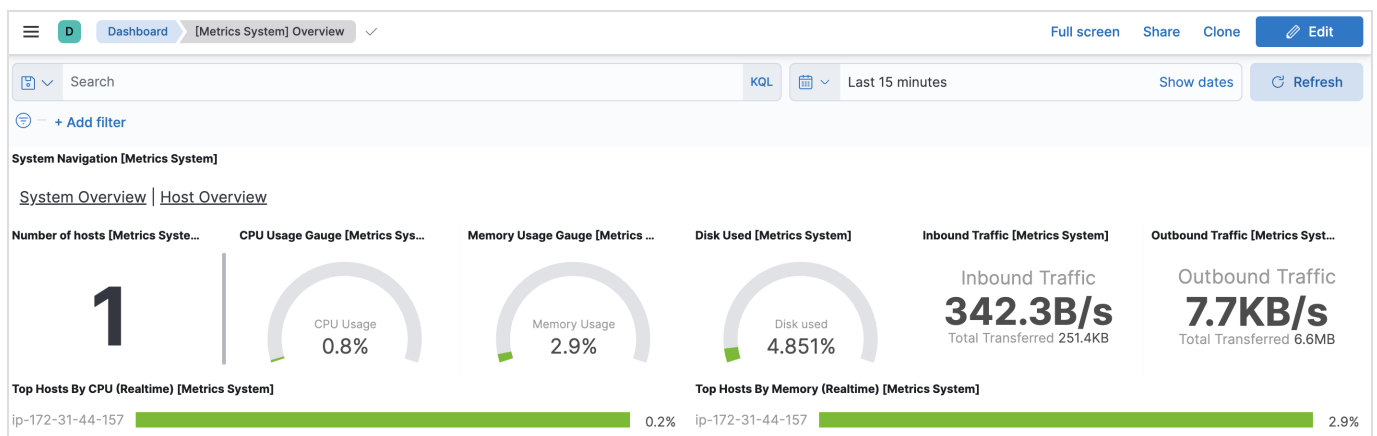 D Dashboard [Metrics System] Overview Full screen Share Clone Edit
Search KQL Last 15 minutes Show dates Refresh
+ Add filter
System Navigation [Metrics System]
System Overview | Host Overview
Number of hosts [Metrics Syste... CPU Usage Gauge [Metrics Sys... Memory Usage Gauge [Metrics ... Disk Used [Metrics System] Inbound Traffic [Metrics System] Outbound Traffic [Metrics Syst...
1
CPU Usage
0.8%
Memory Usage
2.9%
Disk used
4.851%
Inbound Traffic
342.3B/s
Total Transferred 251.4KB
Outbound Traffic
7.7KB/s
Total Transferred 6.6MB
Top Hosts By CPU (Realtime) [Metrics System] Top Hosts By Memory (Realtime) [Metrics System]
ip-172-31-44-157 0.2% ip-172-31-44-157 2.9%